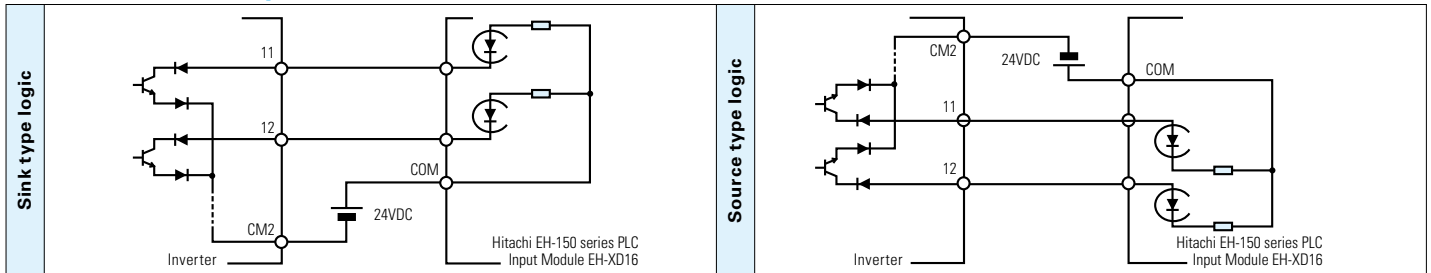 Sink type logic
11
12
COM
24VDC
CM2
Inverter
Hitachi EH-150 series PLC
Input Module EH-XD16
Source type logic
CM2
24VDC
COM
11
12
Hitachi EH-150 series PLC
Inverter
Input Module EH-XD16